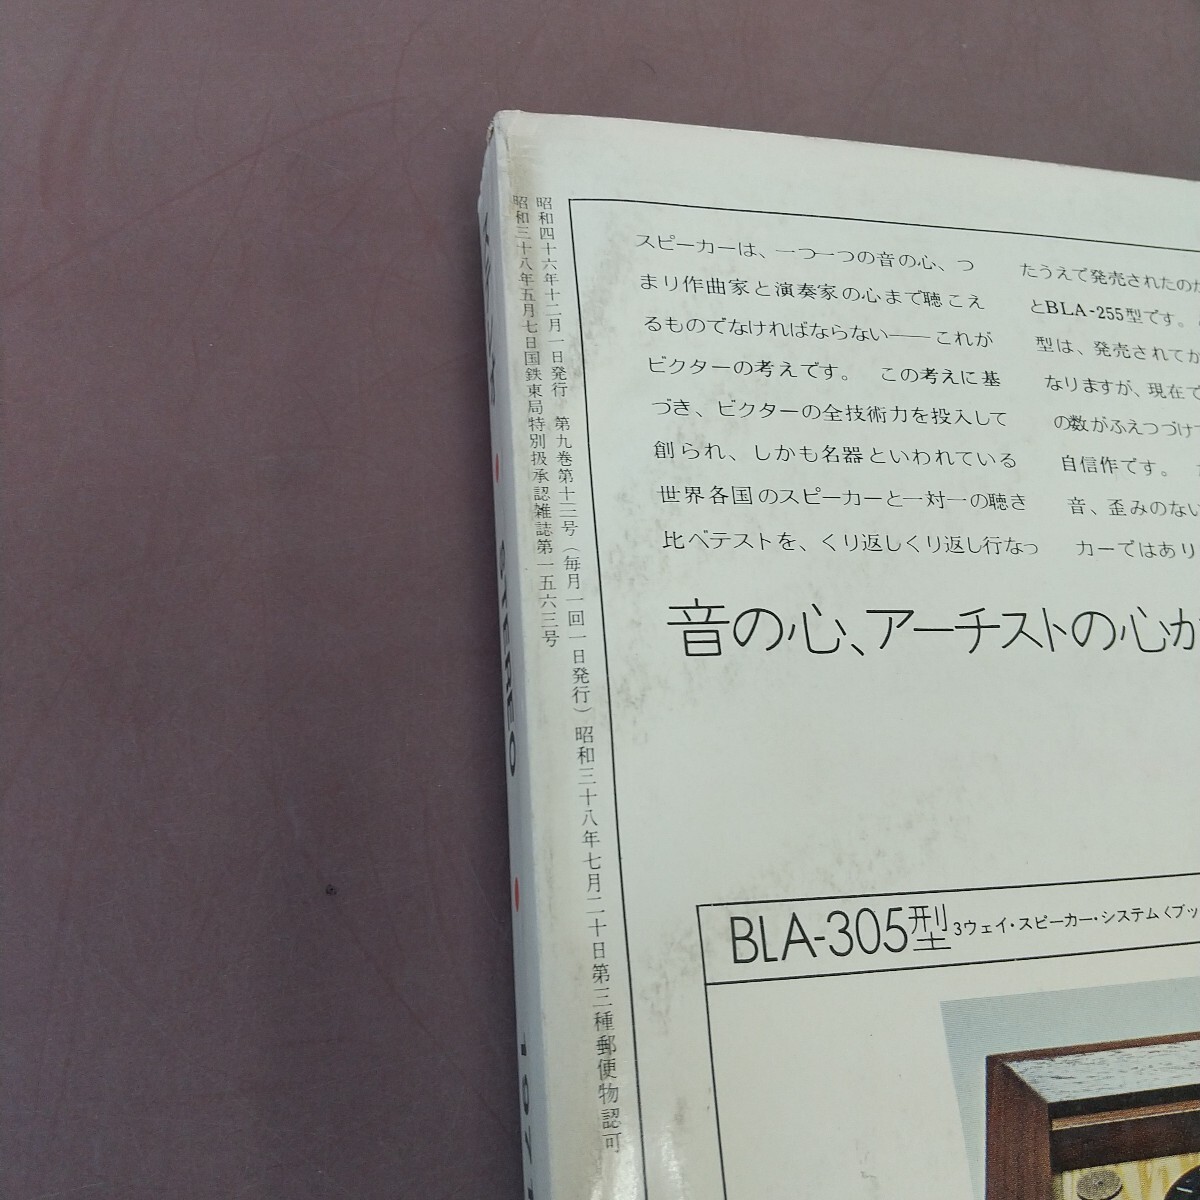 昭和四十六年十二月一日発行 第九巻第十二号（毎月一回一日発行）昭和三十八年七月二十日第三種郵便物認可
昭和三十八年五月七日国鉄東局特別扱承認雑誌第一五六三号
STEREO
スピーカーは、一つ一つの音の心、つ
まり作曲家と演奏家の心まで聴こえ
るものでなければならない――これが
ビクターの考えです。 この考えに基
づき、ビクターの全技術力を投入して
創られ、しかも名器といわれている
世界各国のスピーカーと一対一の聴き
比べテストを、くり返しくり返し行なっ
たうえで発売されたのが
とBLA-255型です。
型は、発売されてか
なりますが、現在で
の数がふえつづけて
自信作です。
音、歪みのない
カーではあり
音の心、アーチストの心が
BLA-305型 3ウェイ・スピーカー・システム〈ブッ